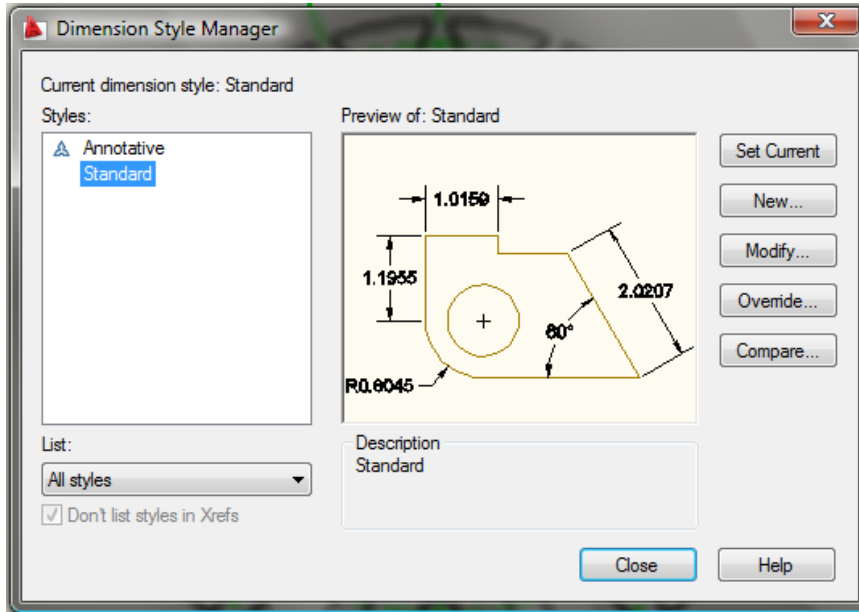 Dimension Style Manager
Current dimension style: Standard
Styles:
Preview of: Standard
Annotative
Standard
1.0159
1.1955
2.0207
60°
R0.8045
Set Current
New...
Modify...
Override...
Compare...
List:
All styles
Don't list styles in Xrefs
Description
Standard
Close
Help